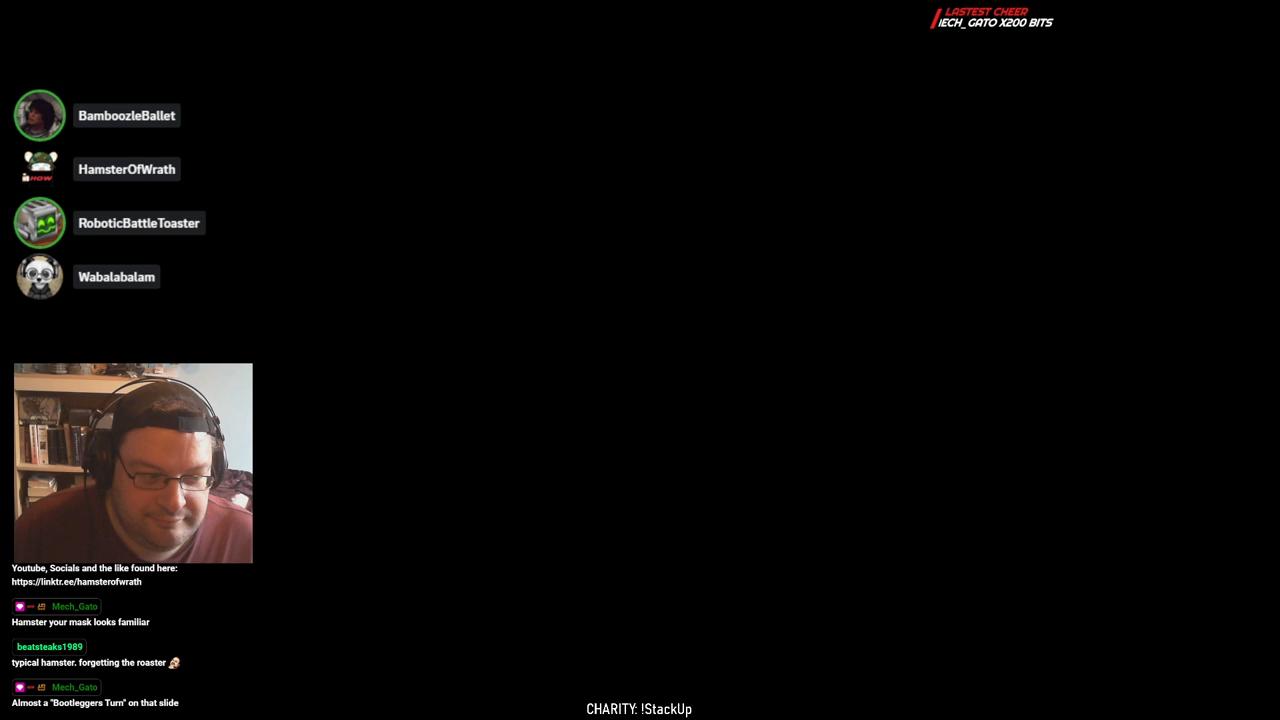 LASTEST CHEER
IECH_GATO X200 BITS
BamboozleBallet
HamsterOfWrath
HOW
RoboticBattleToaster
Wabalabalam
Youtube, Socials and the like found here:
https://linktr.ee/hamsterofwrath
Mech_Gato
Hamster your mask looks familiar
beatsteaks1989
typical hamster. forgetting the roaster
Mech_Gato
Almost a "Bootleggers Turn" on that slide
CHARITY: !StackUp